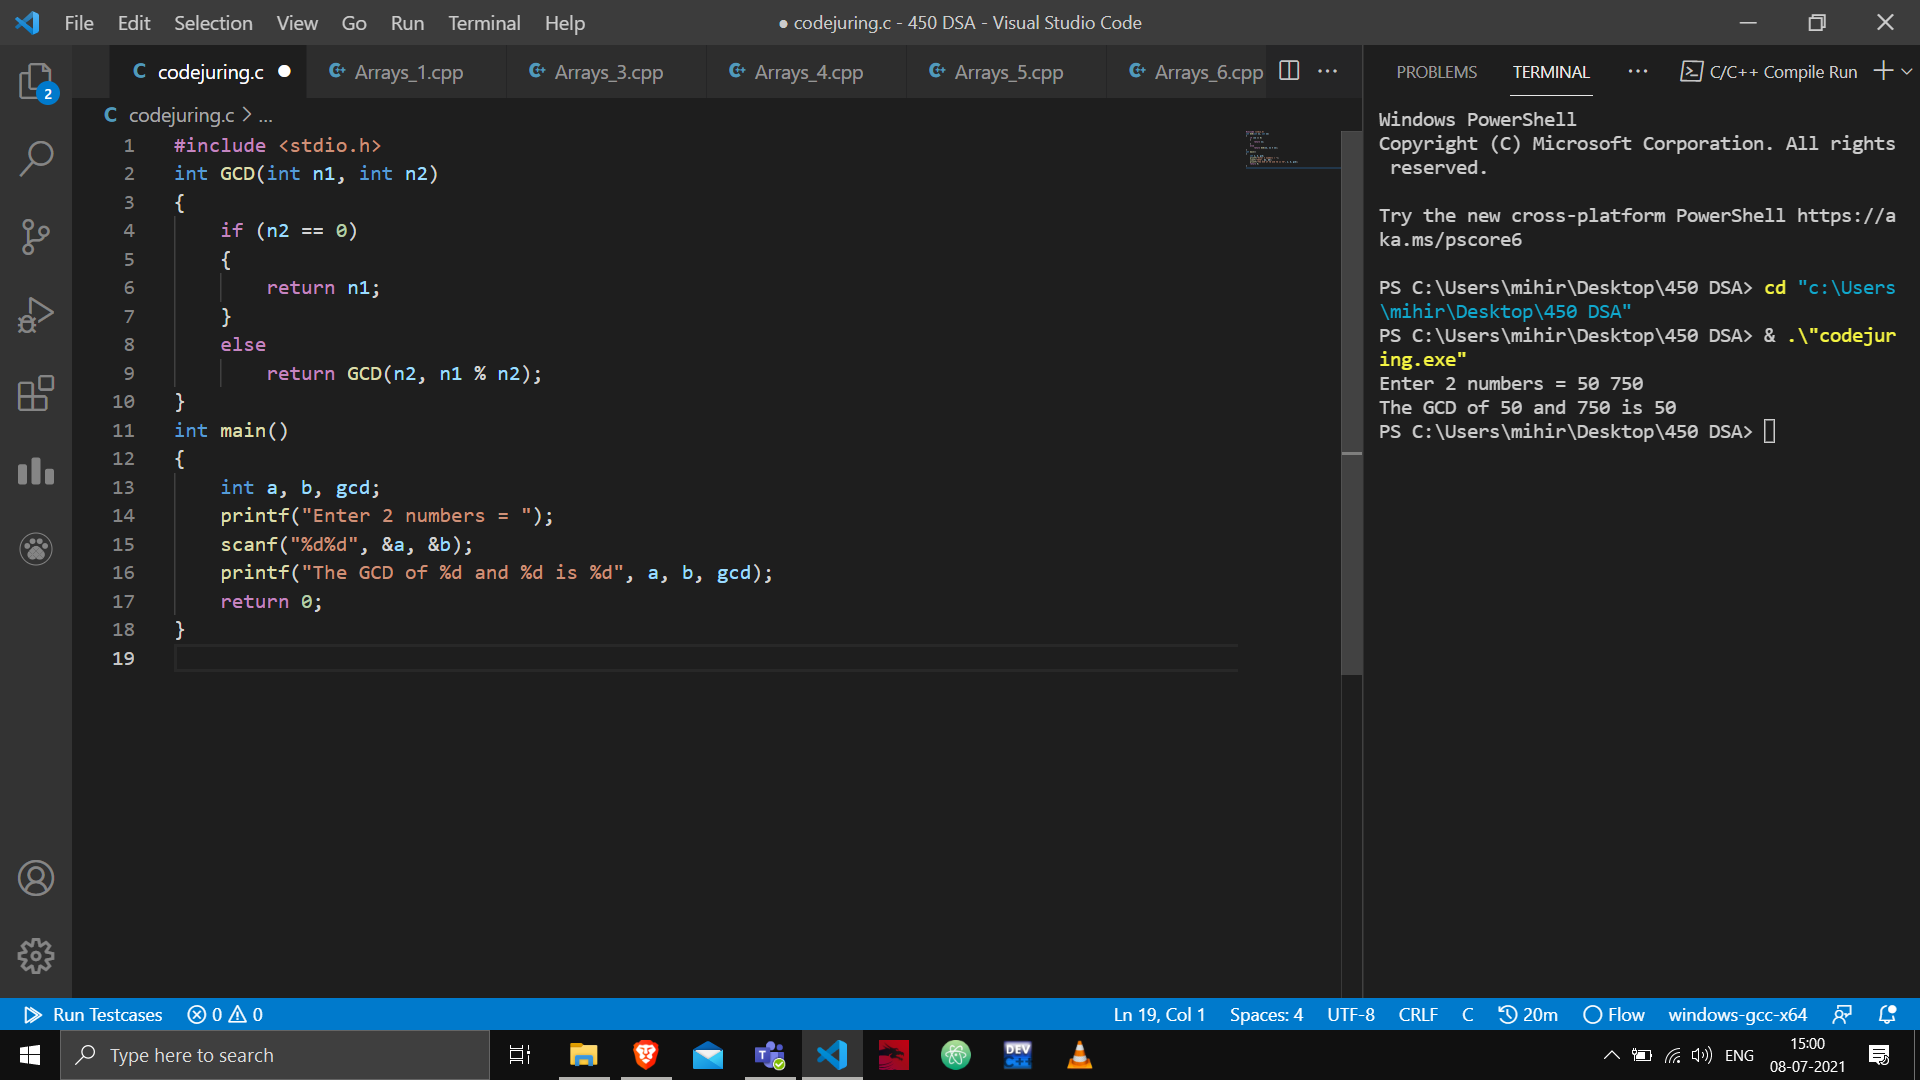 File Edit Selection View Go Run Terminal Help
● codejuring.c - 450 DSA - Visual Studio Code
codejuring.c ● Arrays_1.cpp Arrays_3.cpp Arrays_4.cpp Arrays_5.cpp Arrays_6.cpp
C codejuring.c > ...
1 #include <stdio.h>
2 int GCD(int n1, int n2)
3 {
4     if (n2 == 0)
5     {
6         return n1;
7     }
8     else
9         return GCD(n2, n1 % n2);
10 }
11 int main()
12 {
13     int a, b, gcd;
14     printf("Enter 2 numbers = ");
15     scanf("%d%d", &a, &b);
16     printf("The GCD of %d and %d is %d", a, b, gcd);
17     return 0;
18 }
19
PROBLEMS TERMINAL ··· C/C++ Compile Run
Windows PowerShell
Copyright (C) Microsoft Corporation. All rights
 reserved.
Try the new cross-platform PowerShell https://a
ka.ms/pscore6
PS C:\Users\mihir\Desktop\450 DSA> cd "c:\Users
\mihir\Desktop\450 DSA"
PS C:\Users\mihir\Desktop\450 DSA> & .\"codejur
ing.exe"
Enter 2 numbers = 50 750
The GCD of 50 and 750 is 50
PS C:\Users\mihir\Desktop\450 DSA>
2
Run Testcases 0 0
Ln 19, Col 1 Spaces: 4 UTF-8 CRLF C 20m Flow windows-gcc-x64
Type here to search
DEV C++
ENG
15:00
08-07-2021